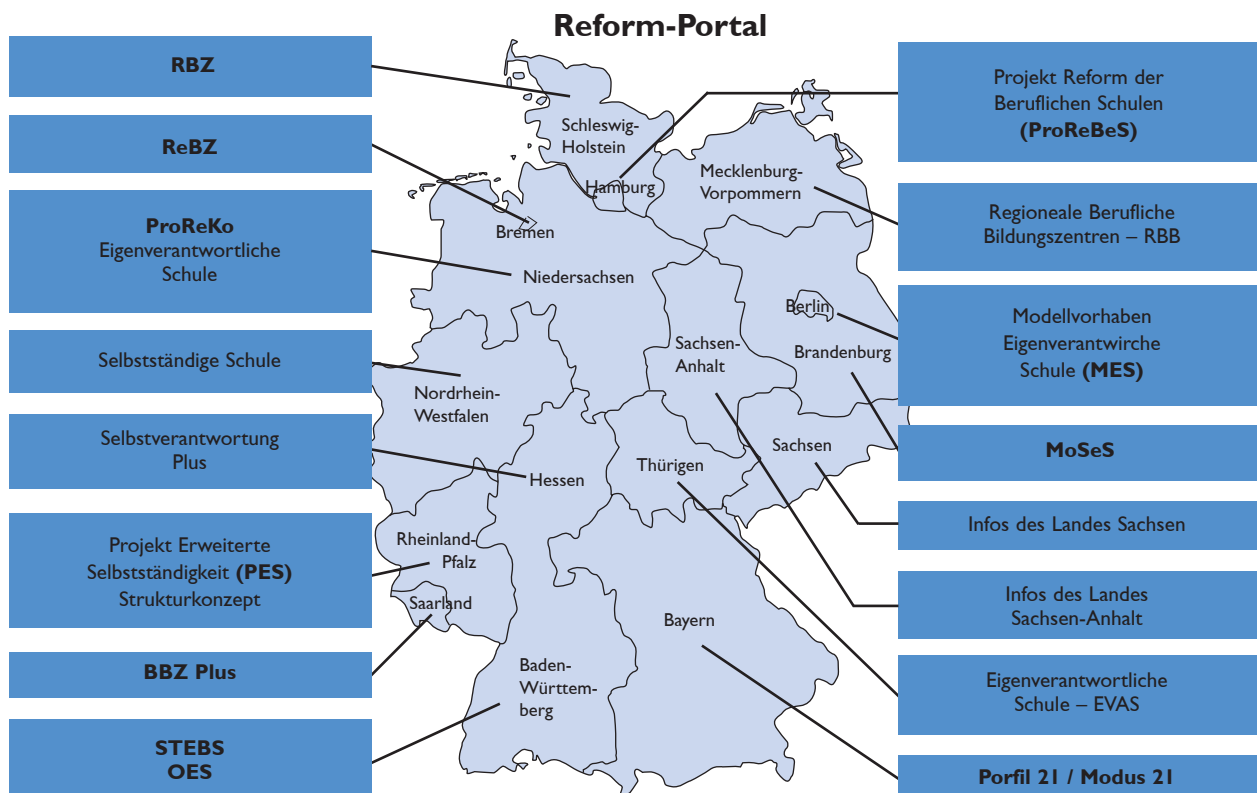 Reform-Portal
RBZ
ReBZ
ProReKo
Eigenverantwortliche
Schule
Selbstständige Schule
Selbstverantwortung
Plus
Projekt Erweiterte
Selbstständigkeit (PES)
Strukturkonzept
BBZ Plus
STEBS
OES
Schleswig-
Holstein
Hamburg
Mecklenburg-
Vorpommern
Bremen
Niedersachsen
Berlin
Brandenburg
Sachsen-
Anhalt
Nordrhein-
Westfalen
Hessen
Thürigen
Sachsen
Rheinland-
Pfalz
Saarland
Bayern
Baden-
Württem-
berg
Projekt Reform der
Beruflichen Schulen
(ProReBeS)
Regioneale Berufliche
Bildungszentren – RBB
Modellvorhaben
Eigenverantwirche
Schule (MES)
MoSeS
Infos des Landes Sachsen
Infos des Landes
Sachsen-Anhalt
Eigenverantwortliche
Schule – EVAS
Porfil 21 / Modus 21